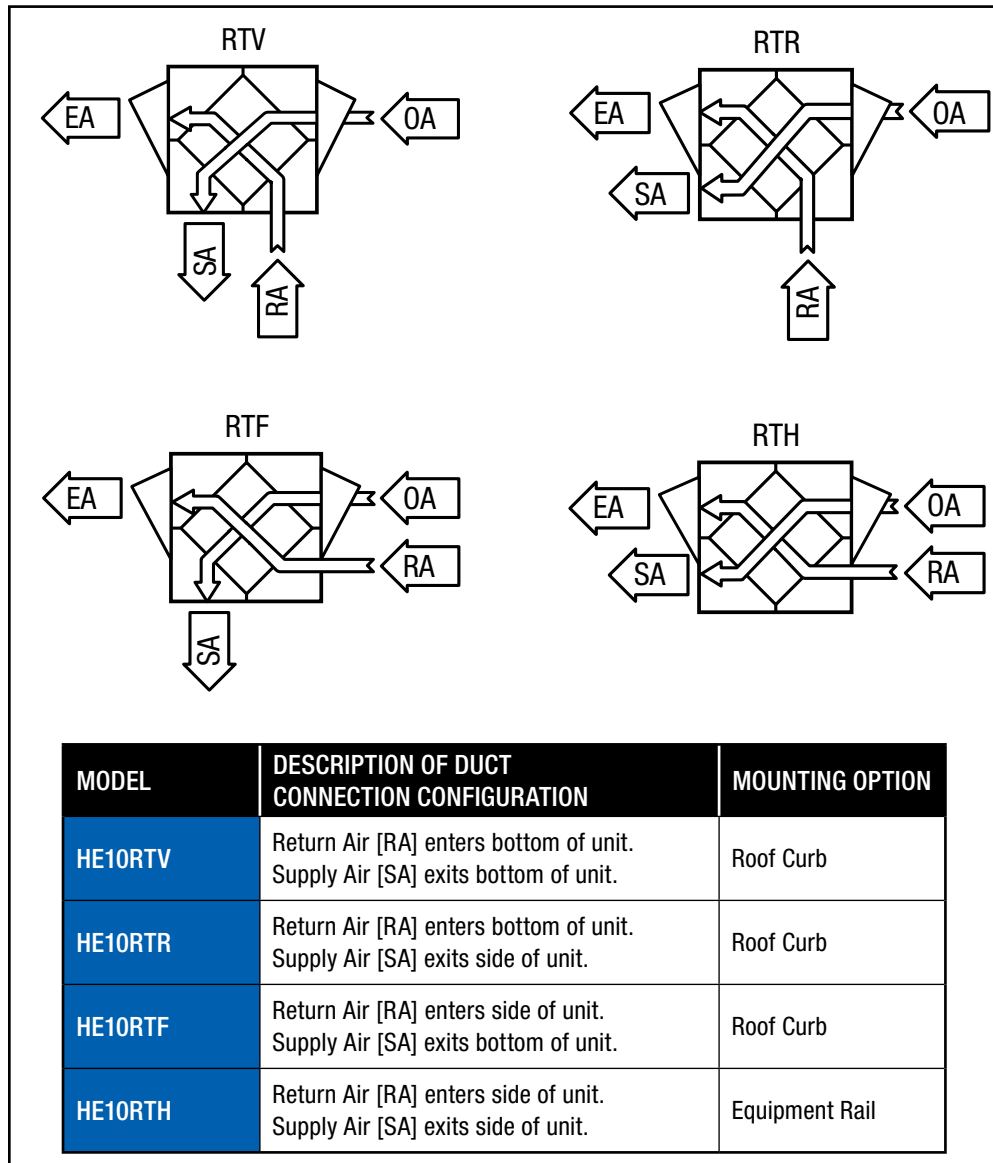 RTV
EA
OA
SA
RA
RTR
EA
OA
SA
RA
RTF
EA
OA
RA
SA
RTH
EA
OA
SA
RA
MODEL
DESCRIPTION OF DUCT
CONNECTION CONFIGURATION
MOUNTING OPTION
HE10RTV
Return Air [RA] enters bottom of unit.
Supply Air [SA] exits bottom of unit.
Roof Curb
HE10RTR
Return Air [RA] enters bottom of unit.
Supply Air [SA] exits side of unit.
Roof Curb
HE10RTF
Return Air [RA] enters side of unit.
Supply Air [SA] exits bottom of unit.
Roof Curb
HE10RTH
Return Air [RA] enters side of unit.
Supply Air [SA] exits side of unit.
Equipment Rail